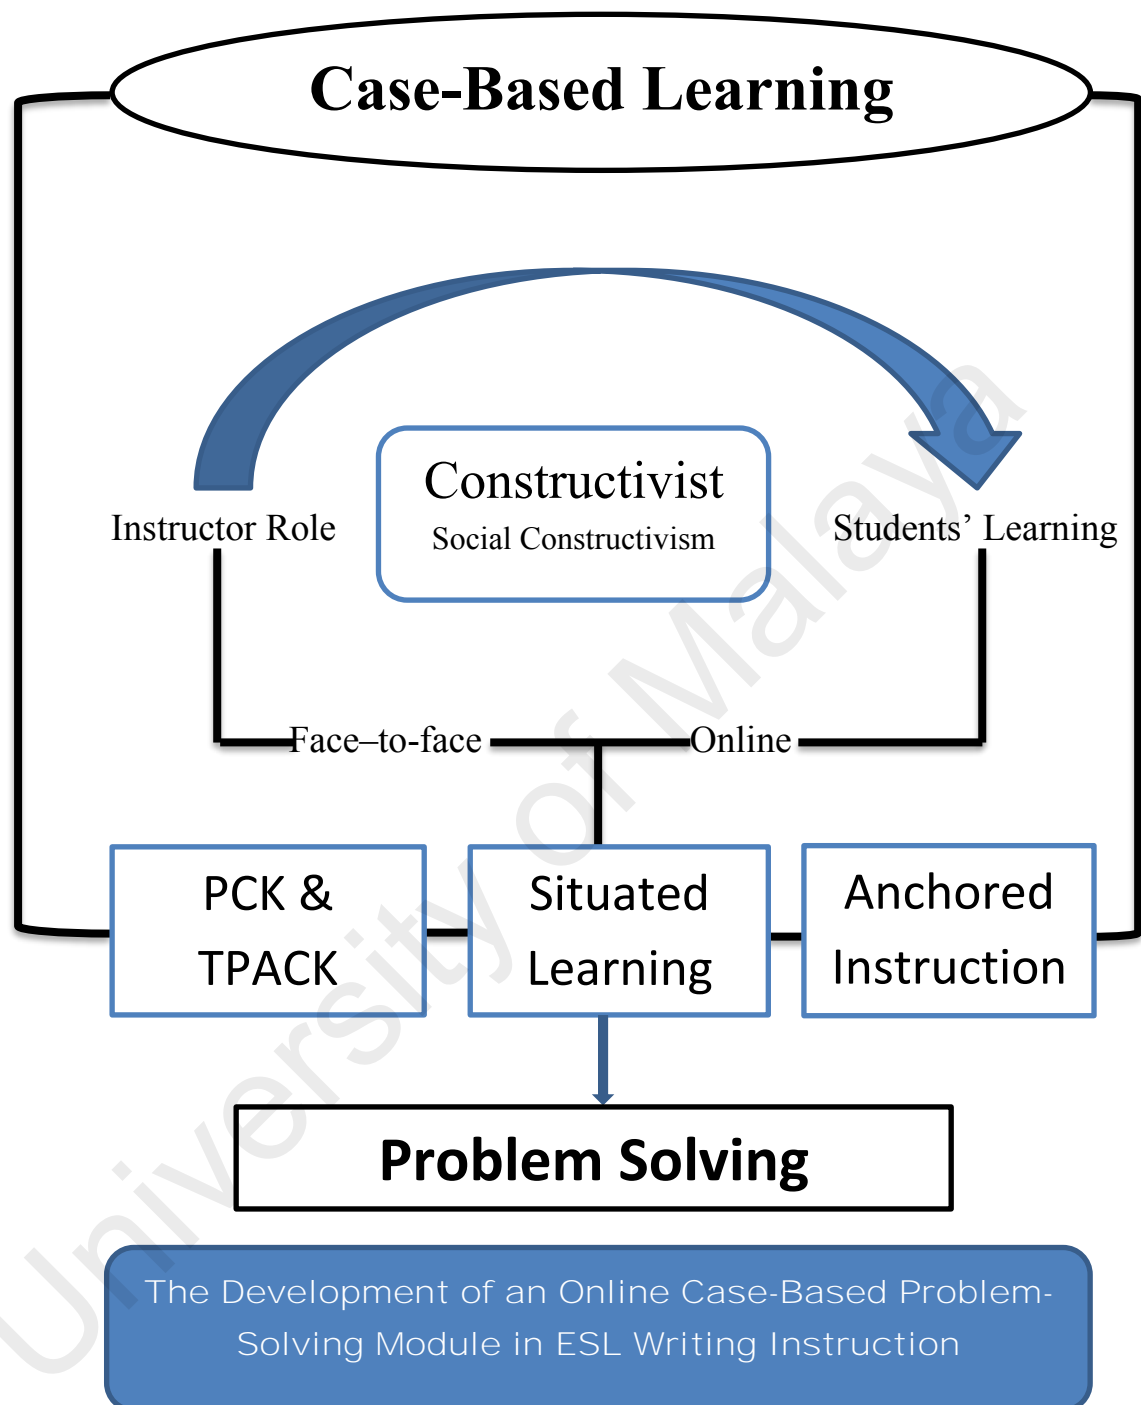 Case-Based Learning
Constructivist
Social Constructivism
Instructor Role
Students’ Learning
Face–to-face
Online
PCK &
TPACK
Situated
Learning
Anchored
Instruction
Problem Solving
The Development of an Online Case-Based Problem-
Solving Module in ESL Writing Instruction
University of Malaya